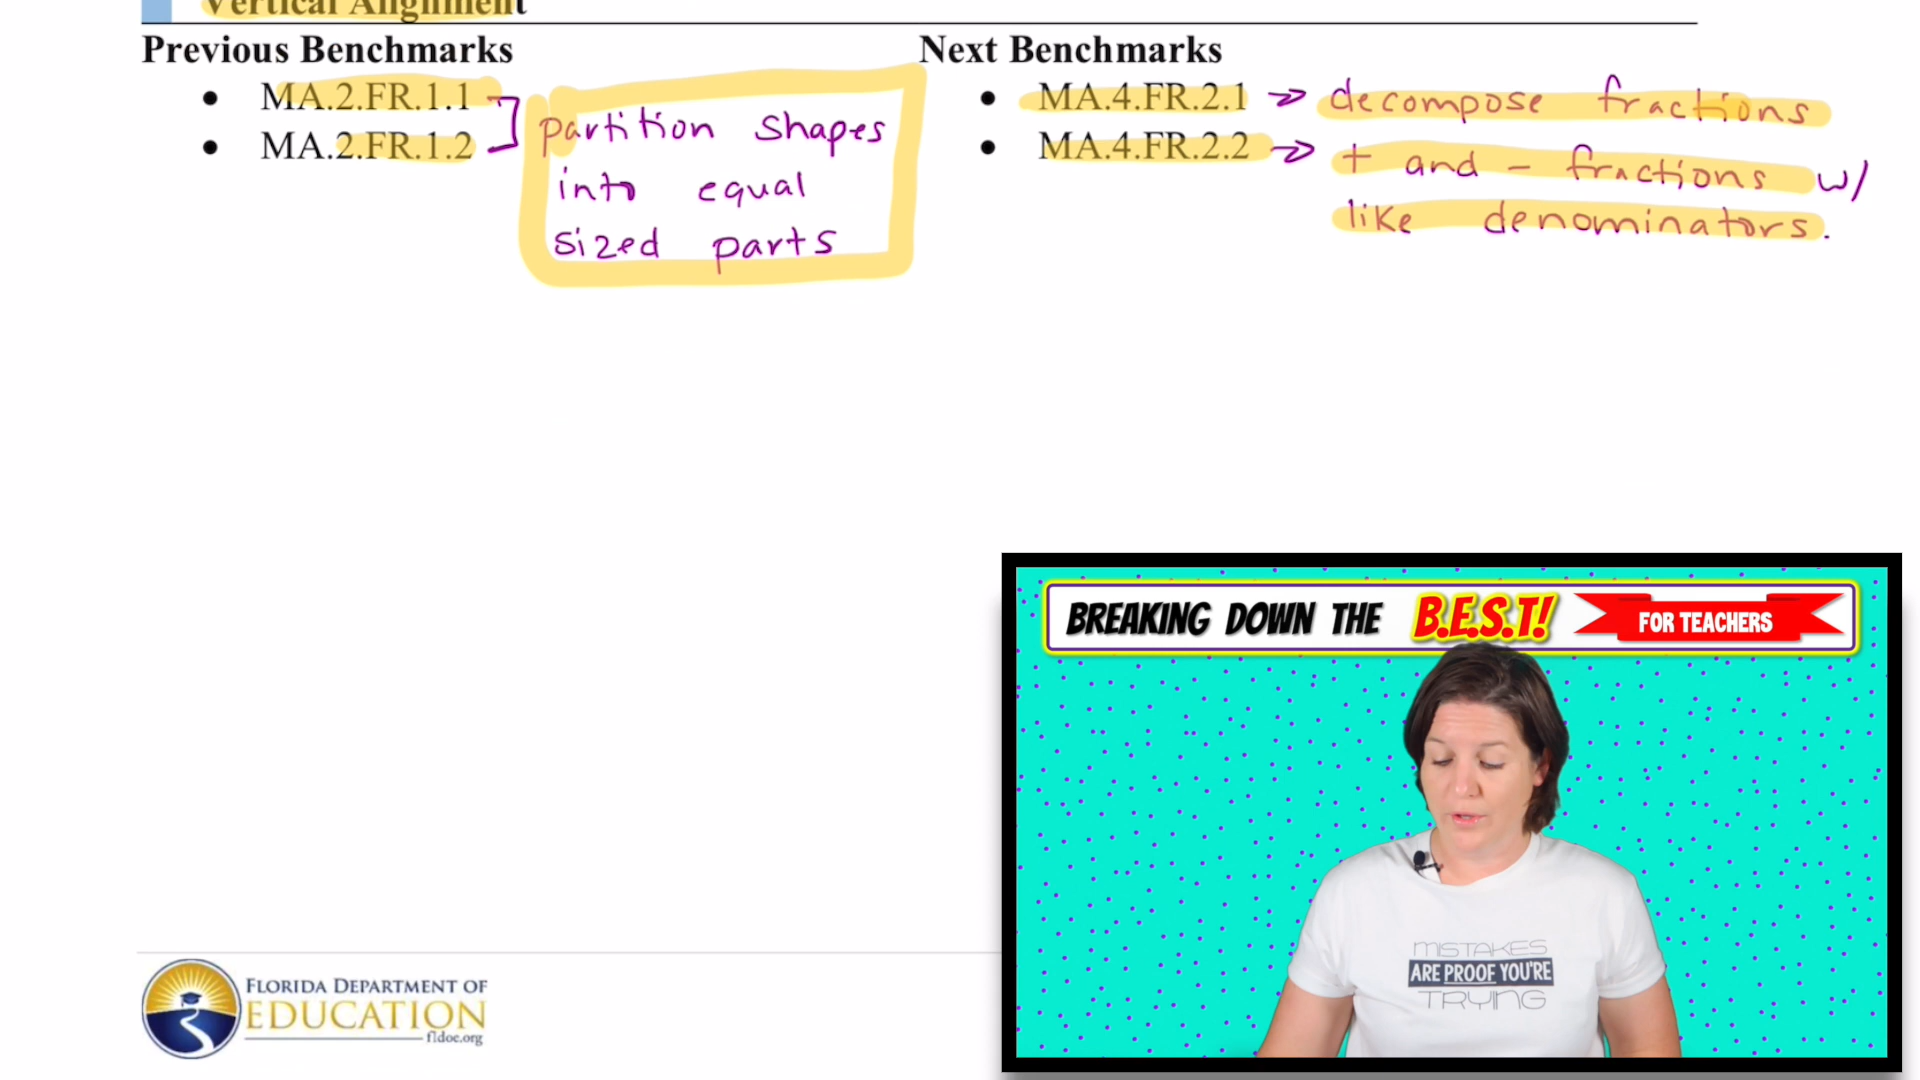 Vertical Alignment
Previous Benchmarks
• MA.2.FR.1.1
• MA.2.FR.1.2
partition shapes
into equal
sized parts
Next Benchmarks
• MA.4.FR.2.1 → decompose fractions
• MA.4.FR.2.2 → + and - fractions w/
like denominators.
BREAKING DOWN THE B.E.S.T! FOR TEACHERS
MISTAKES
ARE PROOF YOU'RE
TRYING
FLORIDA DEPARTMENT OF
EDUCATION
fldoe.org